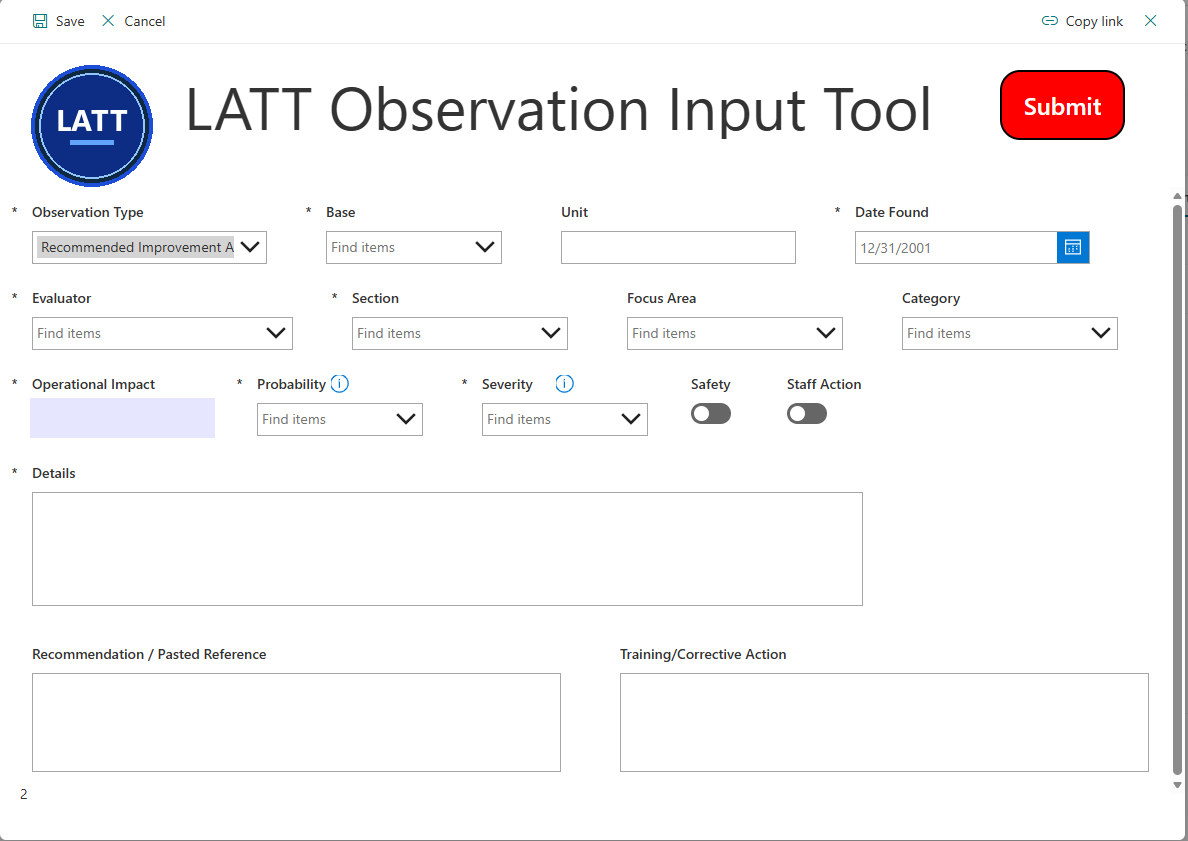 Save Cancel Copy link
LATT
LATT Observation Input Tool
Submit
* Observation Type * Base Unit * Date Found
Recommended Improvement A Find items 12/31/2001
* Evaluator * Section Focus Area Category
Find items Find items Find items Find items
* Operational Impact * Probability * Severity Safety Staff Action
Find items Find items
* Details
Recommendation / Pasted Reference Training/Corrective Action
2